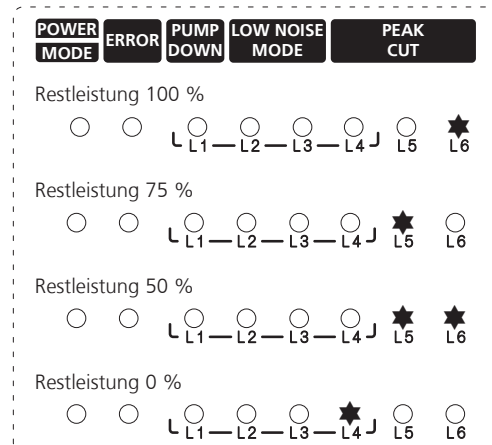 POWER ERROR PUMP LOW NOISE PEAK
MODE DOWN MODE CUT
Restleistung 100 %
L1 L2 L3 L4 L5 L6
Restleistung 75 %
L1 L2 L3 L4 L5 L6
Restleistung 50 %
L1 L2 L3 L4 L5 L6
Restleistung 0 %
L1 L2 L3 L4 L5 L6